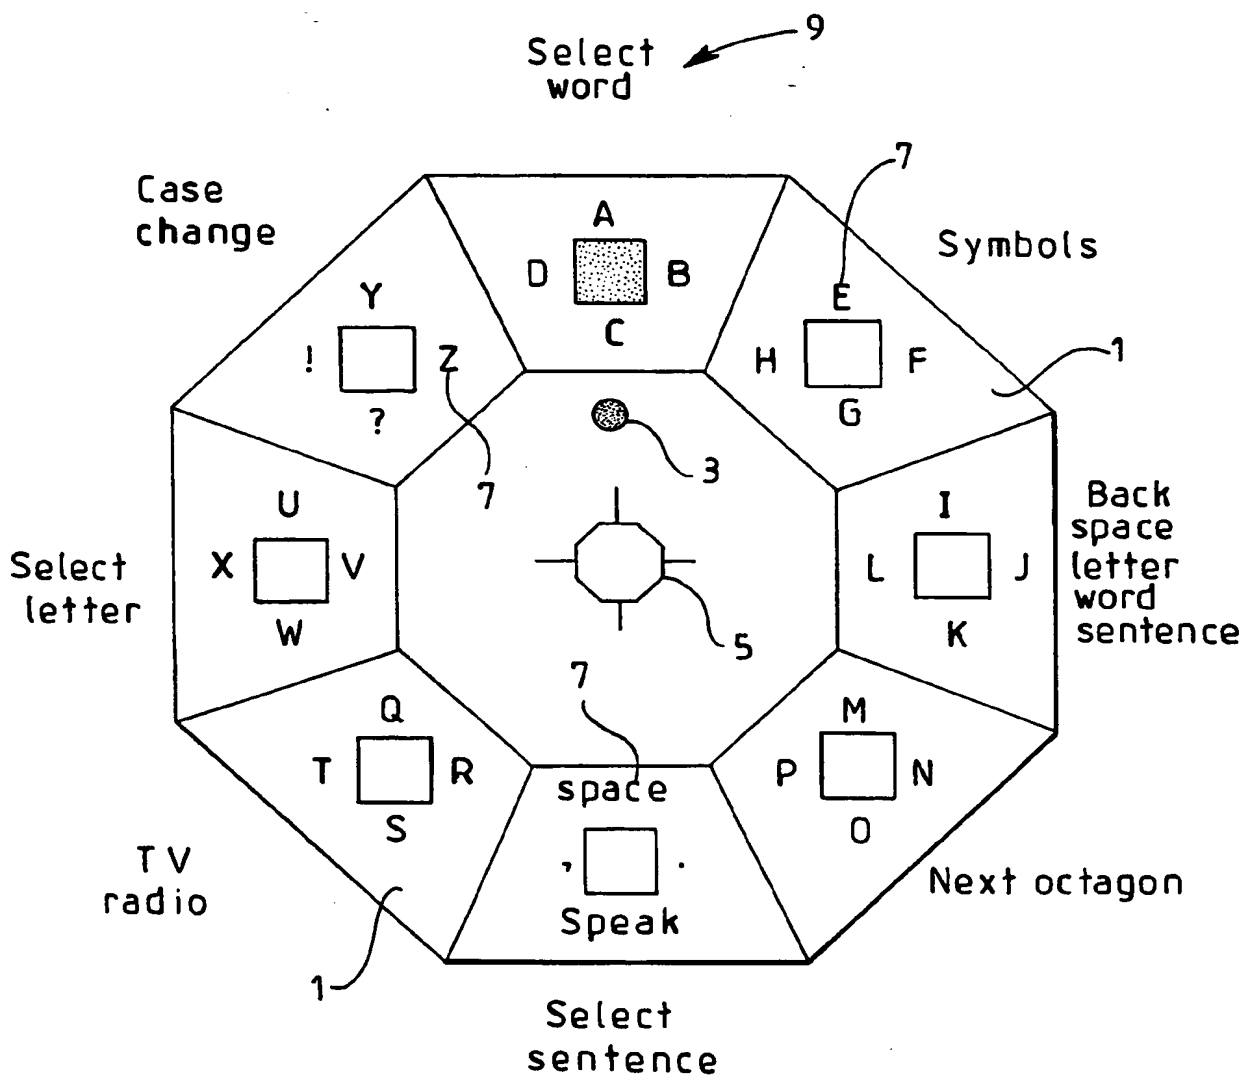 9
Select
word
7
Case
change
A
D B
C
Symbols
Y
! Z
?
E
H F
G
1
3
7
U
X V
W
Select
letter
I
L J
K
Back
space
letter
word
sentence
5
7
Q
T R
S
M
P N
O
space
, .
Speak
TV
radio
Next octagon
1
Select
sentence